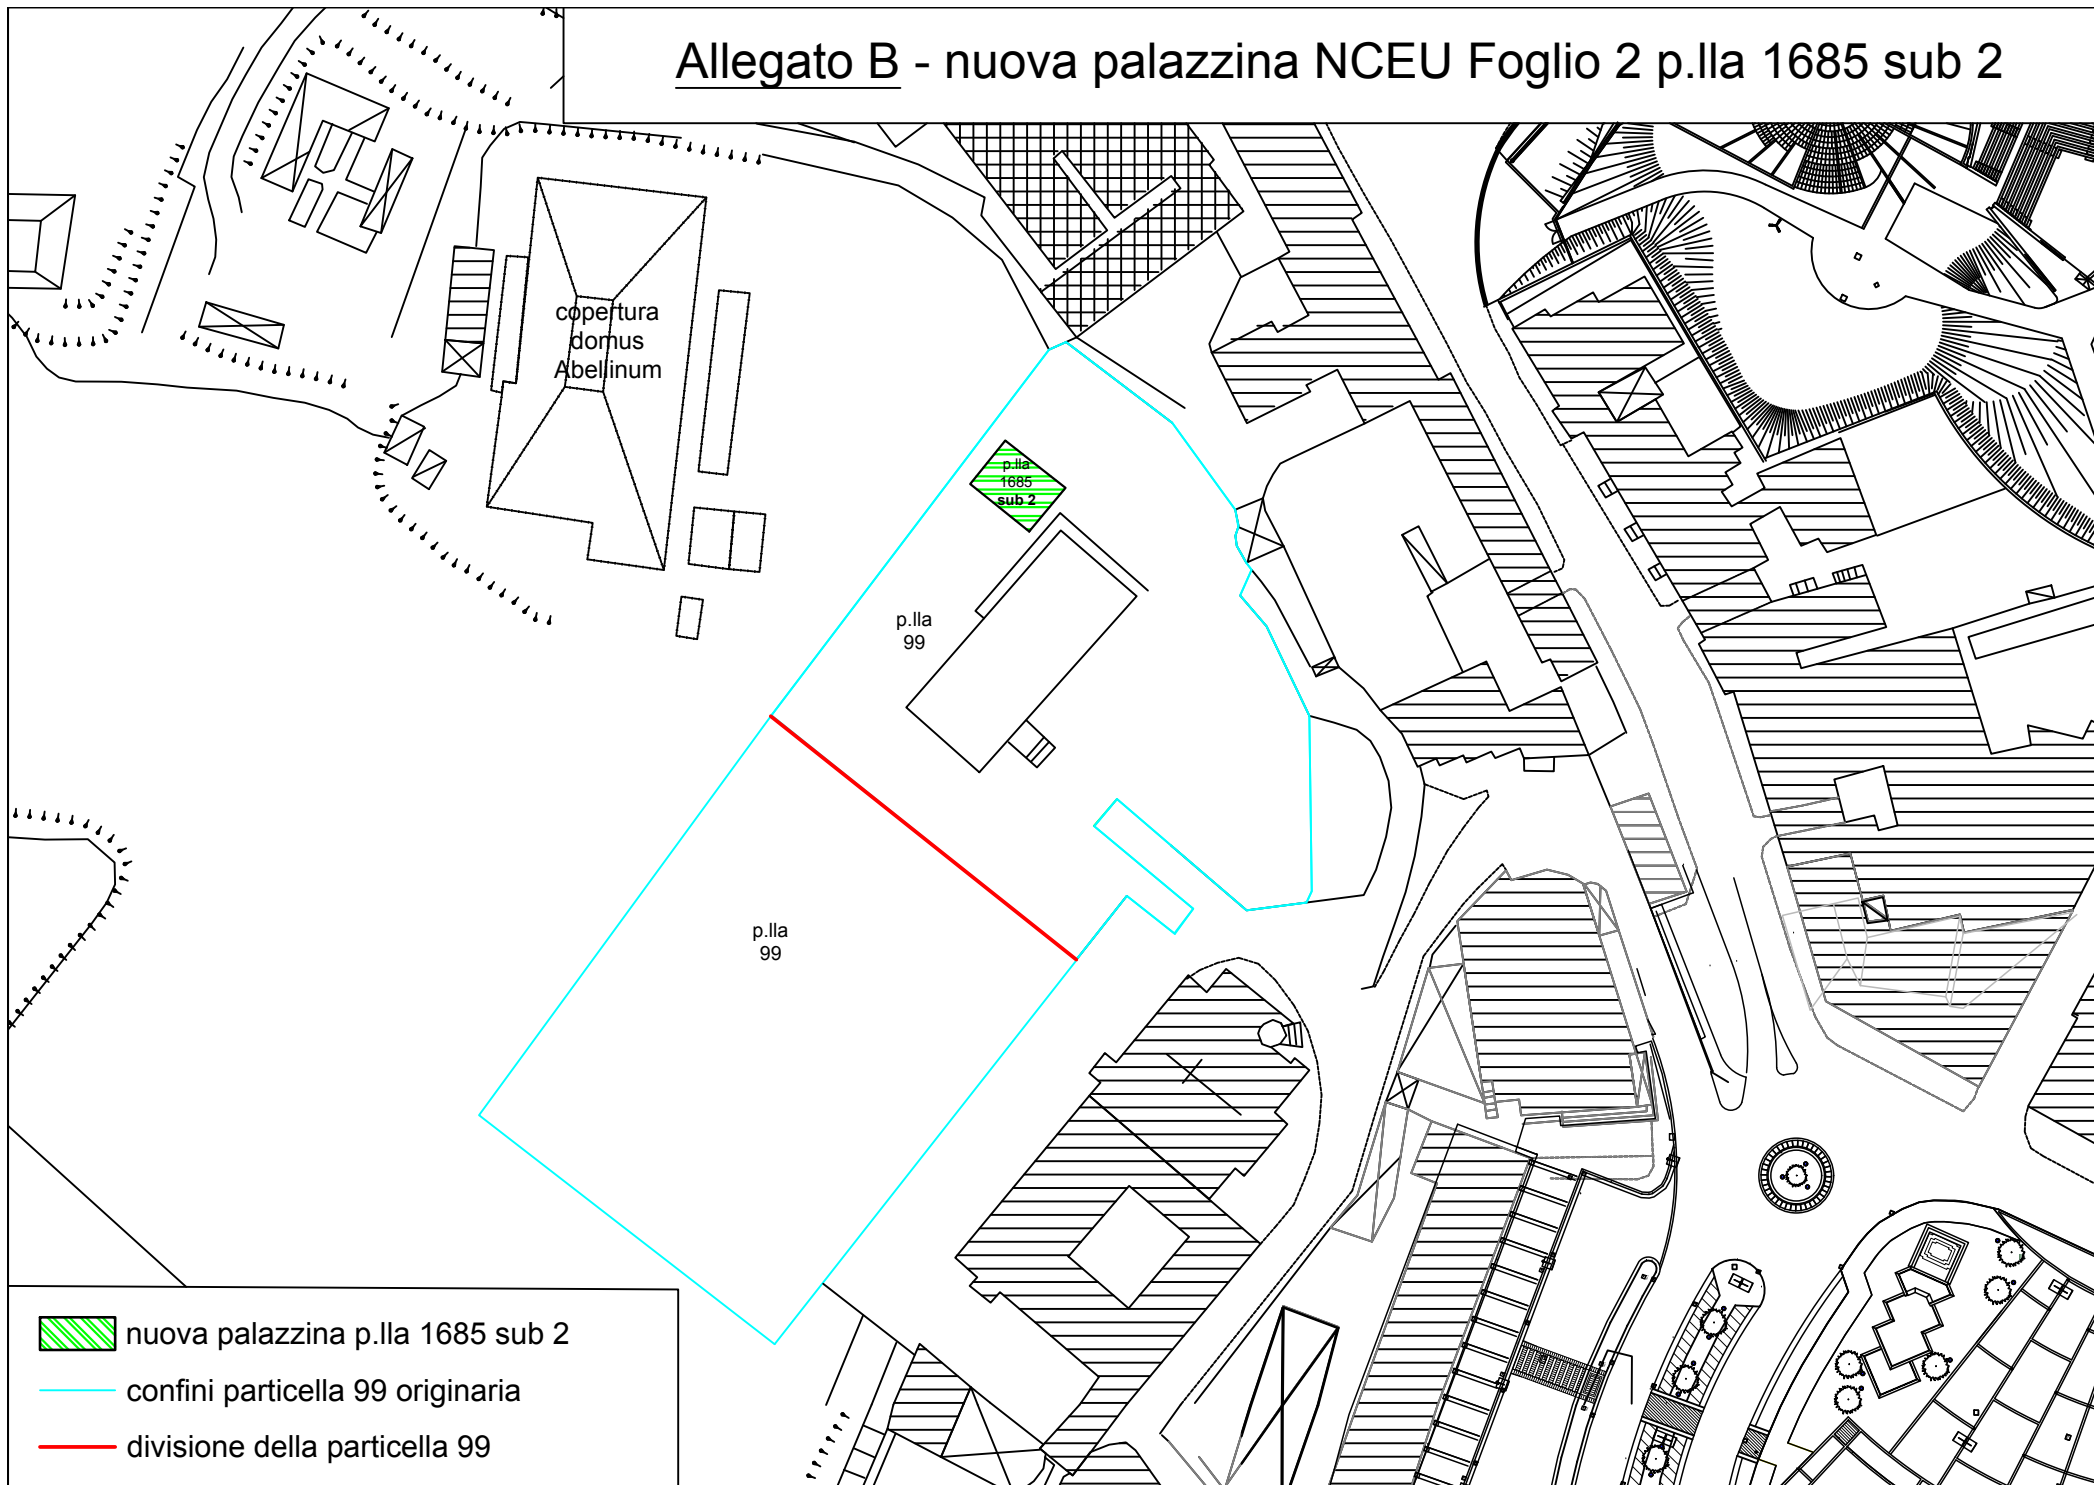 Allegato B - nuova palazzina NCEU Foglio 2 p.lla 1685 sub 2
copertura
domus
Abellinum
p.lla
1685
sub 2
p.lla
99
p.lla
99
nuova palazzina p.lla 1685 sub 2
confini particella 99 originaria
divisione della particella 99